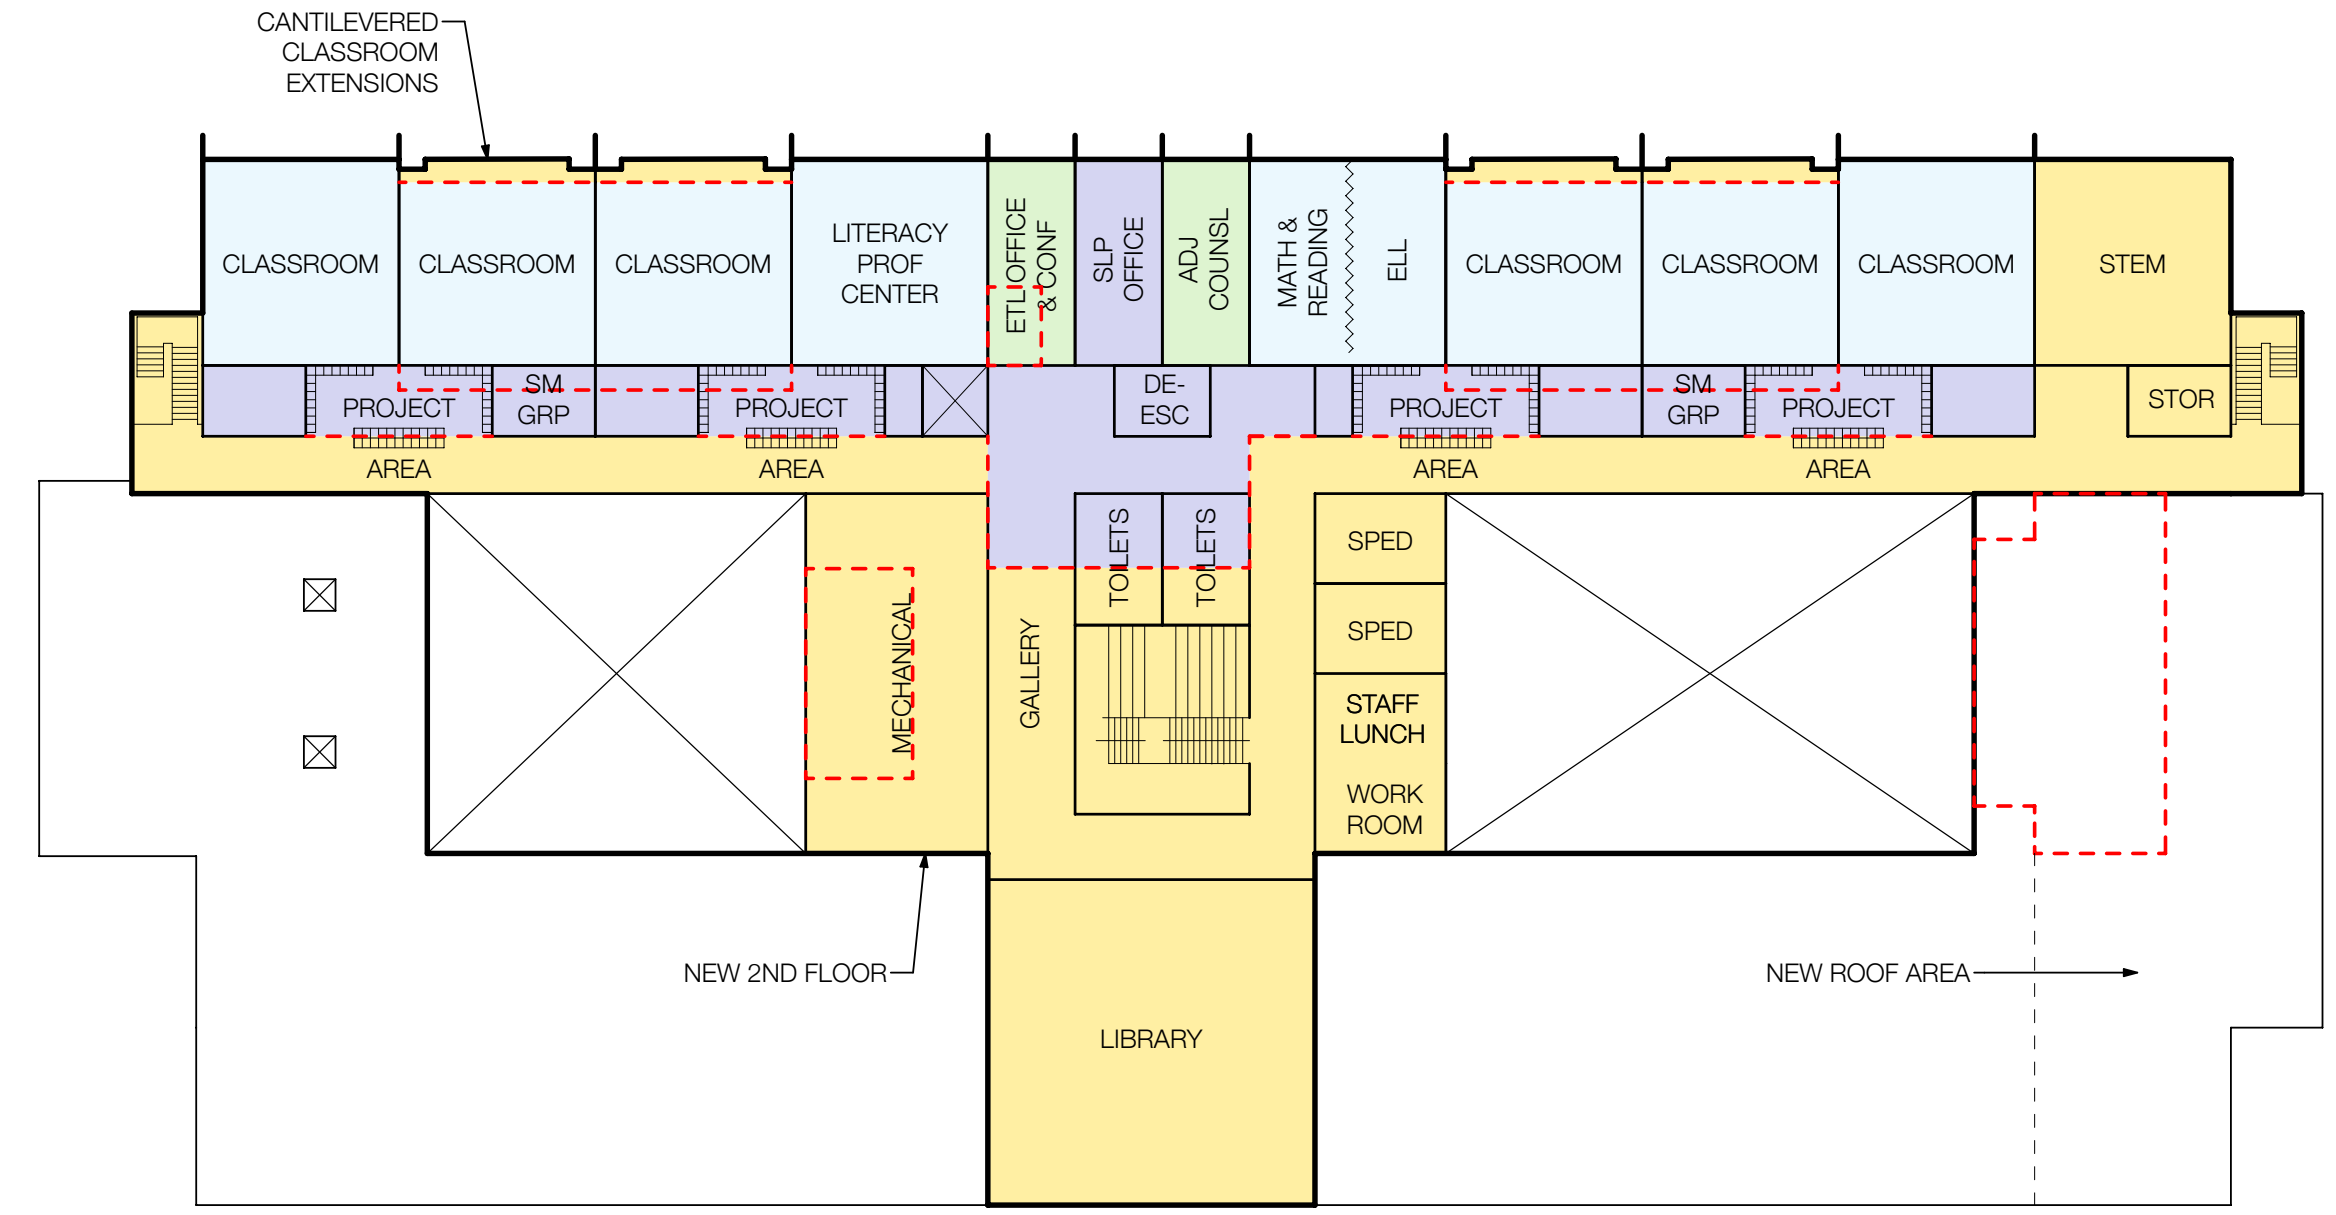 CANTILEVERED
CLASSROOM
EXTENSIONS
CLASSROOM
CLASSROOM
CLASSROOM
LITERACY
PROF
CENTER
ETL OFFICE
& CONF
SLP
OFFICE
ADJ
COUNSL
MATH &
READING
ELL
CLASSROOM
CLASSROOM
CLASSROOM
STEM
PROJECT
AREA
SM
GRP
PROJECT
AREA
DE-
ESC
PROJECT
AREA
SM
GRP
PROJECT
AREA
STOR
MECHANICAL
GALLERY
TOILETS
TOILETS
SPED
SPED
STAFF
LUNCH
WORK
ROOM
NEW 2ND FLOOR
NEW ROOF AREA
LIBRARY